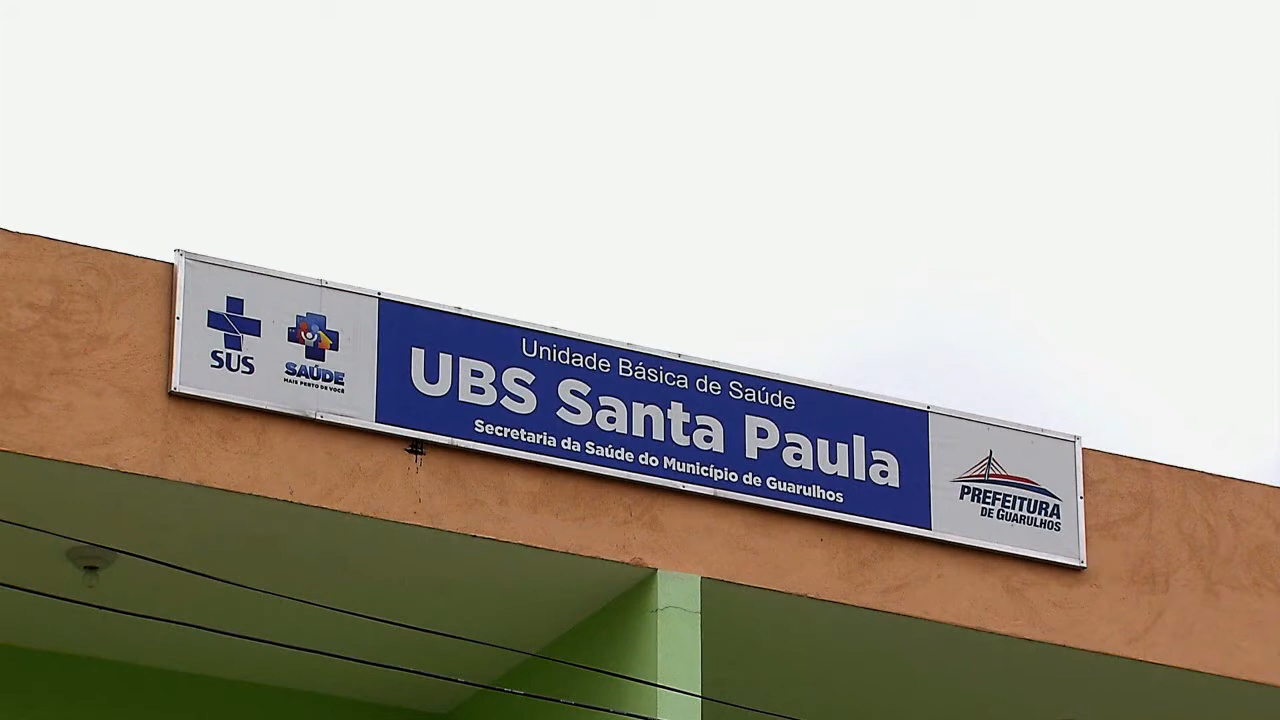 SUS
SAÚDE
MAIS PERTO DE VOCÊ
Unidade Básica de Saúde
UBS Santa Paula
Secretaria da Saúde do Município de Guarulhos
PREFEITURA
DE GUARULHOS